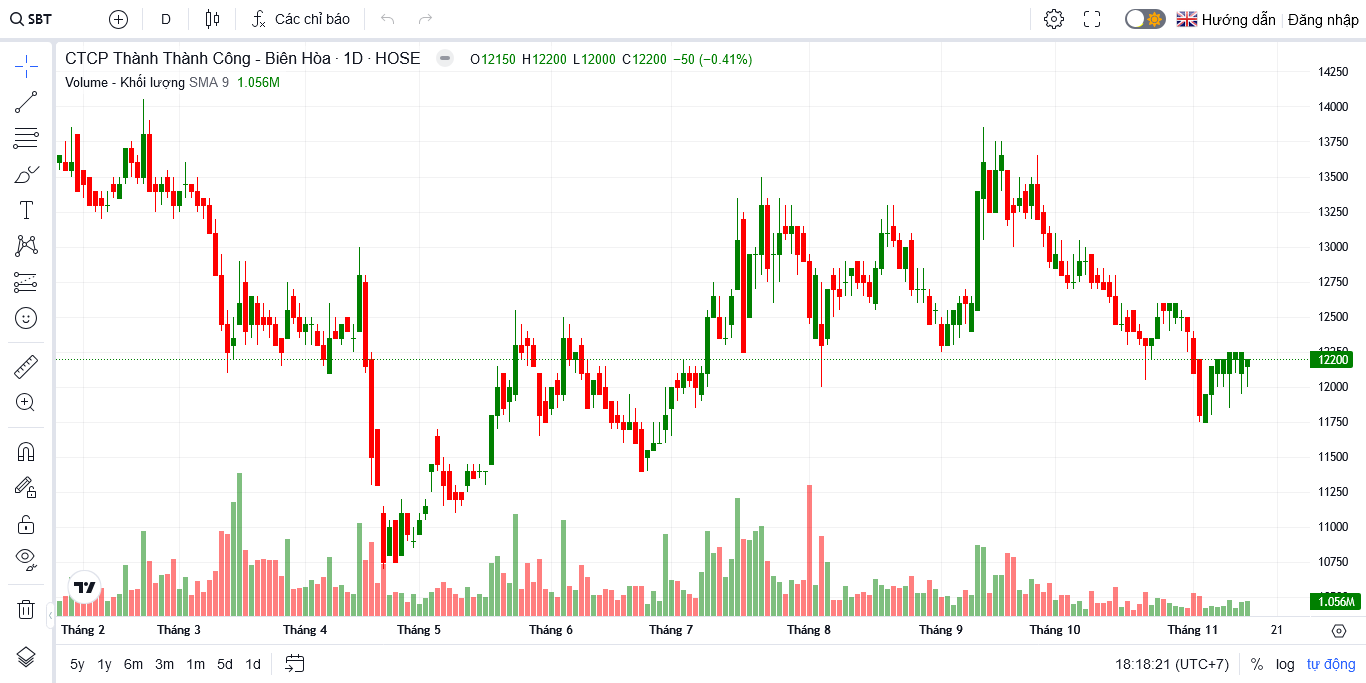 SBT D Các chỉ báo Hướng dẫn Đăng nhập
CTCP Thành Thành Công - Biên Hòa · 1D · HOSE O12150 H12200 L12000 C12200 −50 (−0.41%)
Volume - Khối lượng SMA 9 1.056M
14250
14000
13750
13500
13250
13000
12750
12500
12250
12200
12000
11750
11500
11250
11000
10750
1.056M
Tháng 2 Tháng 3 Tháng 4 Tháng 5 Tháng 6 Tháng 7 Tháng 8 Tháng 9 Tháng 10 Tháng 11 21
5y 1y 6m 3m 1m 5d 1d 18:18:21 (UTC+7) % log tự động